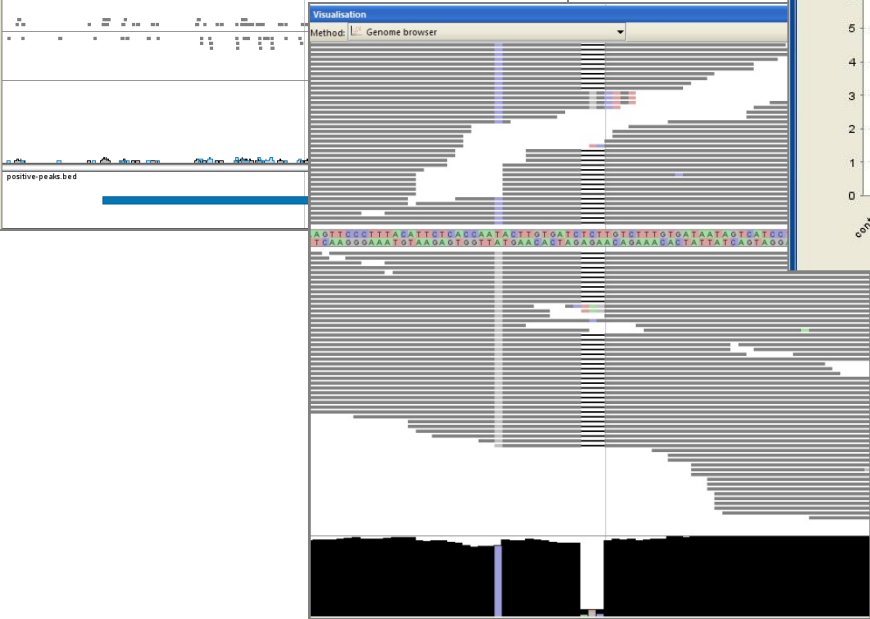 Visualisation
Method: Genome browser
5
4
3
2
1
0
positive-peaks.bed
AGTTCCCTTTACATTCTCACCAATACTTGTGATCTCTTGTCTTTGTGATAATAGTCATCC
TCAAGGGAAATGTAAGAGTGGTTATGAACACTAGAGAACAGAAACACTATTATCAGTAGG